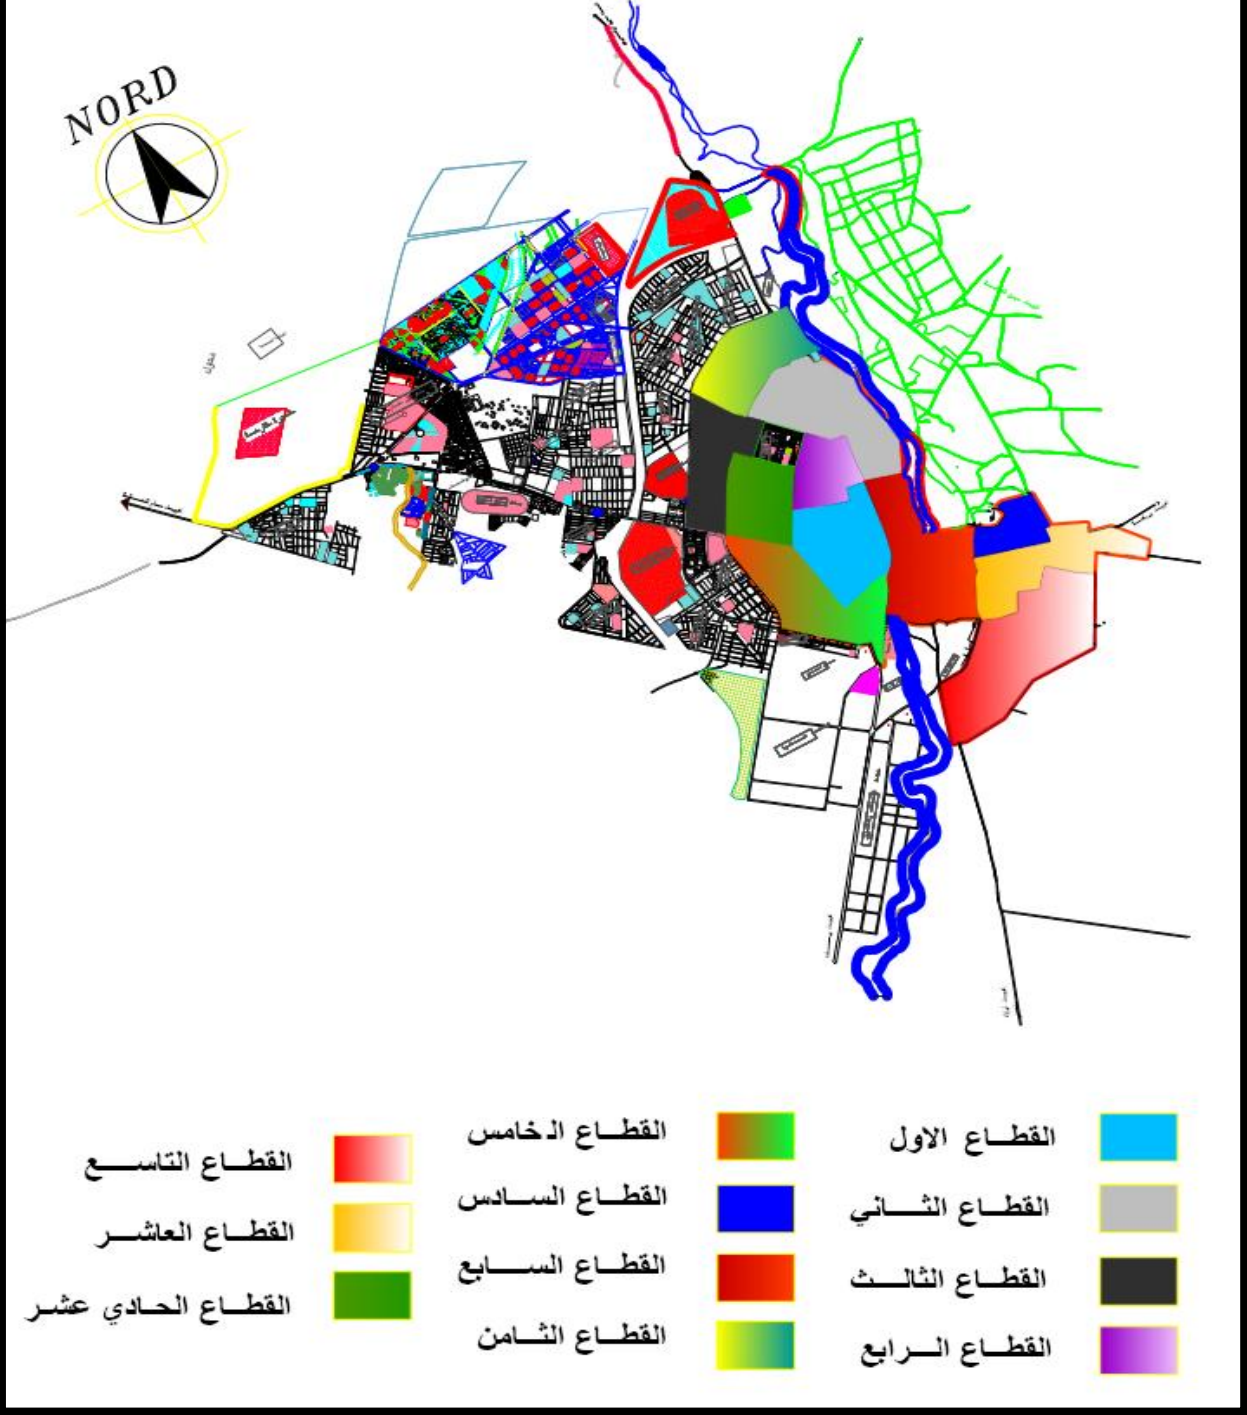 NORD
القطاع الاول
القطاع الثاني
القطاع الثالث
القطاع الرابع
القطاع الخامس
القطاع السادس
القطاع السابع
القطاع الثامن
القطاع التاسع
القطاع العاشر
القطاع الحادي عشر